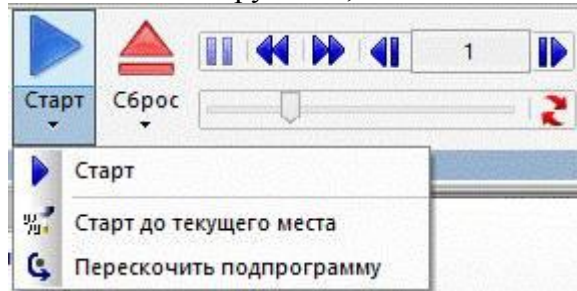 Старт
Сброс
1
Старт
Старт до текущего места
Перескочить подпрограмму